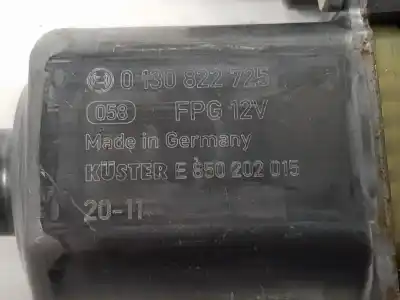 0 130 822 725
058 FPG 12V
Made in Germany
KÜSTER E 850 202 015
20-11